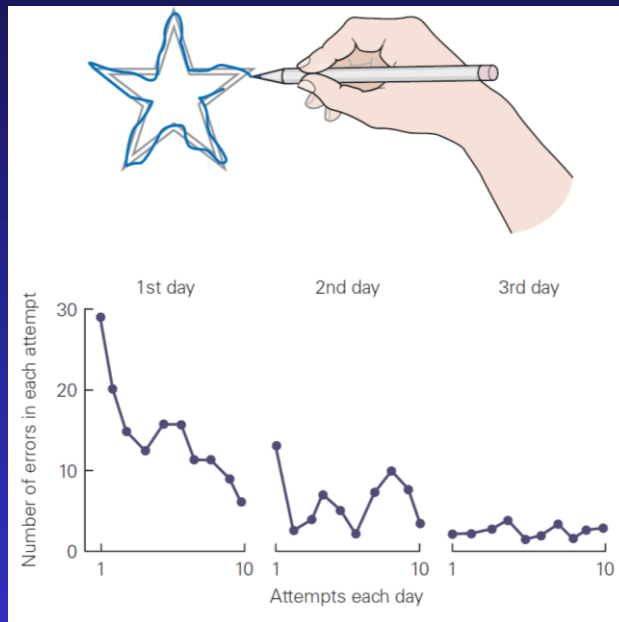 1st day
2nd day
3rd day
Number of errors in each attempt
30
20
10
0
1
10
1
10
1
10
Attempts each day